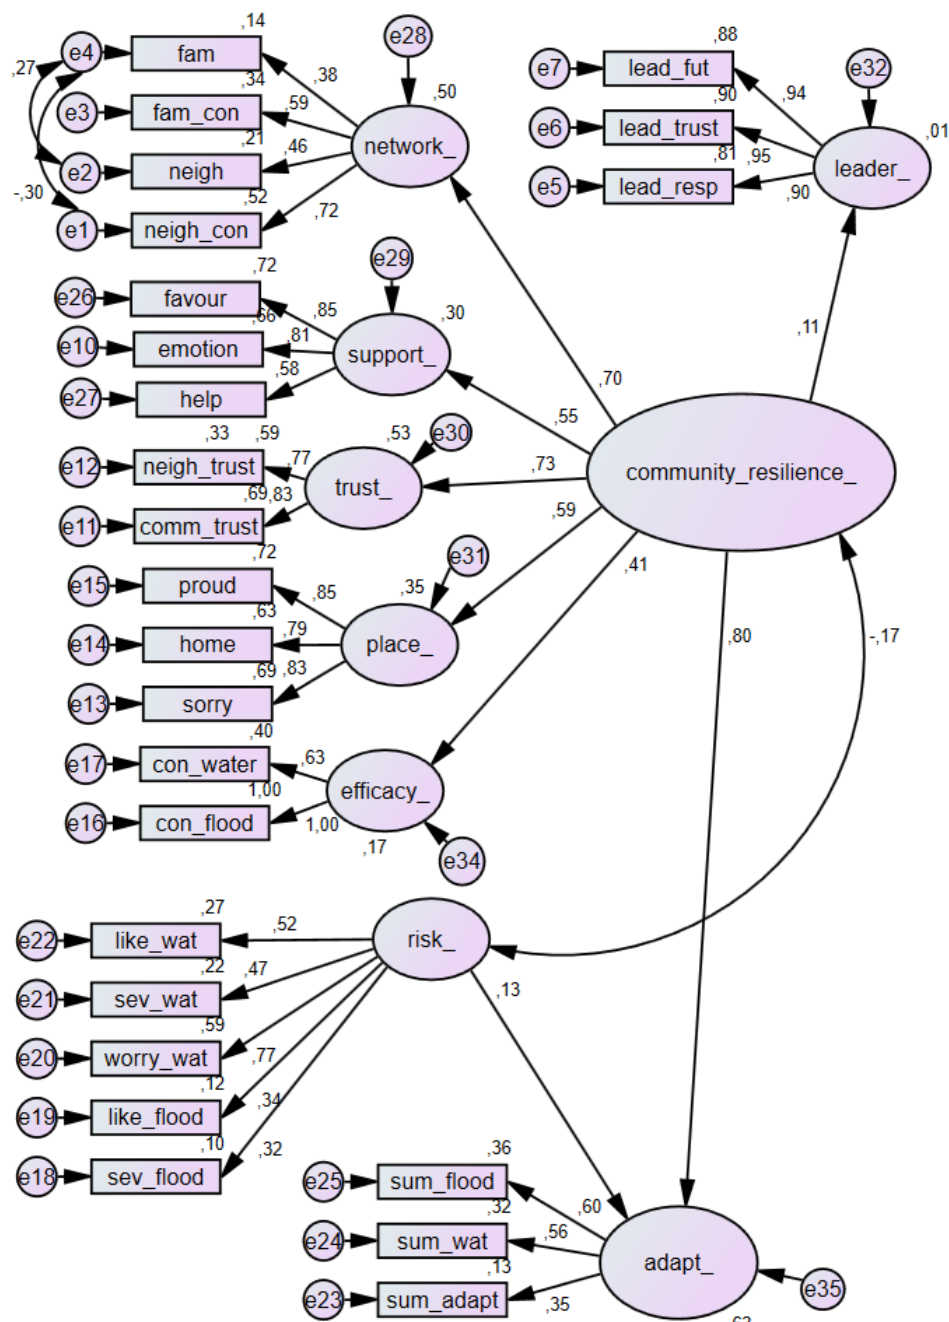 ,14
e28
,88
e4
fam
e7
lead_fut
e32
,27
,38
,94
,34
,50
,90
e3
fam_con
,59
e6
lead_trust
,01
,21
network_
,81
,95
leader_
e2
neigh
,46
e5
lead_resp
-,30
,52
,90
e1
neigh_con
,72
e29
,72
e26
favour
,85
,30
,11
,66
e10
emotion
,81
support_
,58
,70
e27
help
,55
,33
,59
,53
e30
e12
neigh_trust
,77
,73
community_resilience_
trust_
,69
,83
,59
e11
comm_trust
,72
e31
,41
e15
proud
,85
,35
,63
e14
home
,79
place_
,80
-,17
,69
,83
e13
sorry
,40
e17
con_water
,63
efficacy_
1,00
e16
con_flood
1,00
,17
e34
,27
e22
like_wat
,52
risk_
,22
,47
e21
sev_wat
,13
,59
e20
worry_wat
,77
,12
e19
like_flood
,34
,10
,32
e18
sev_flood
,36
e25
sum_flood
,32
,60
e24
sum_wat
,56
adapt_
,13
e35
e23
sum_adapt
,35
,63